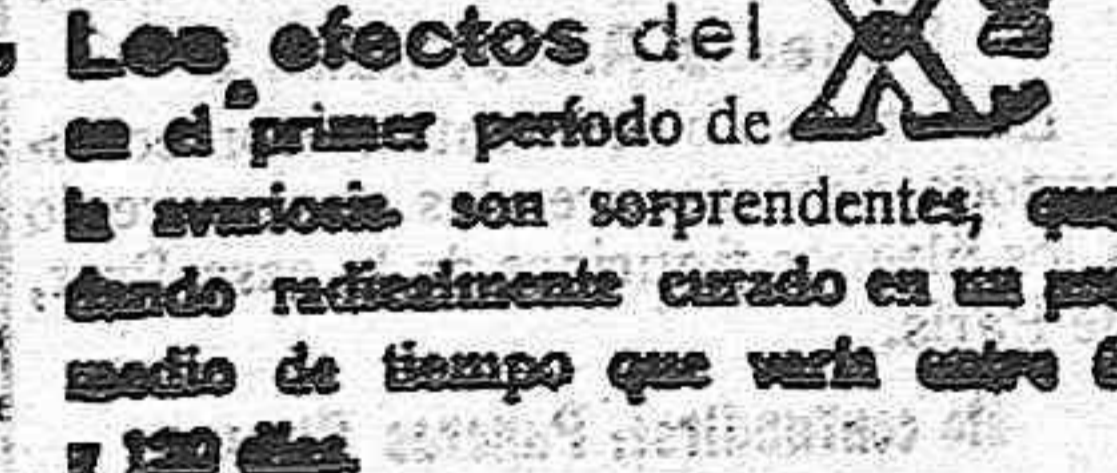 Los efectos del X
en el primer período de
la avariosis son sorprendentes, que
dando radicalmente curado en un
medio de tiempo que varía entre
y 120 días.